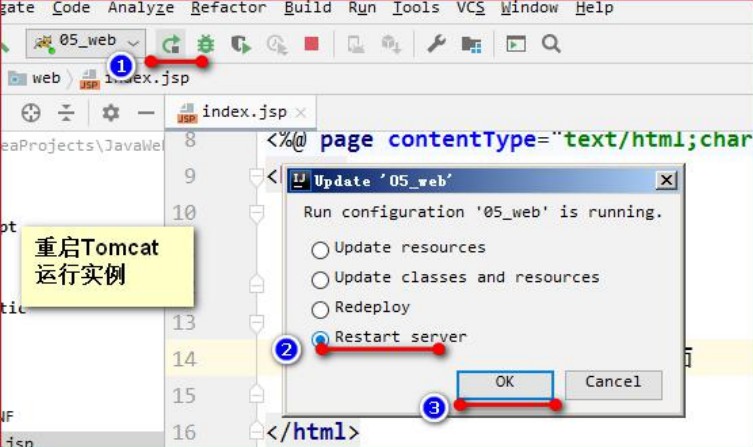 gate Code Analyze Refactor Build Run Tools VCS Window Help
05_web
1
web index.jsp
index.jsp
eaProjects\JavaWe
8 <%@ page contentType="text/html;char
9 <
10
13
14
15
16 </html>
重启Tomcat
运行实例
Update '05_web'
Run configuration '05_web' is running.
Update resources
Update classes and resources
Redeploy
Restart server
2
OK Cancel
3
pt
tic
NF
.jsp